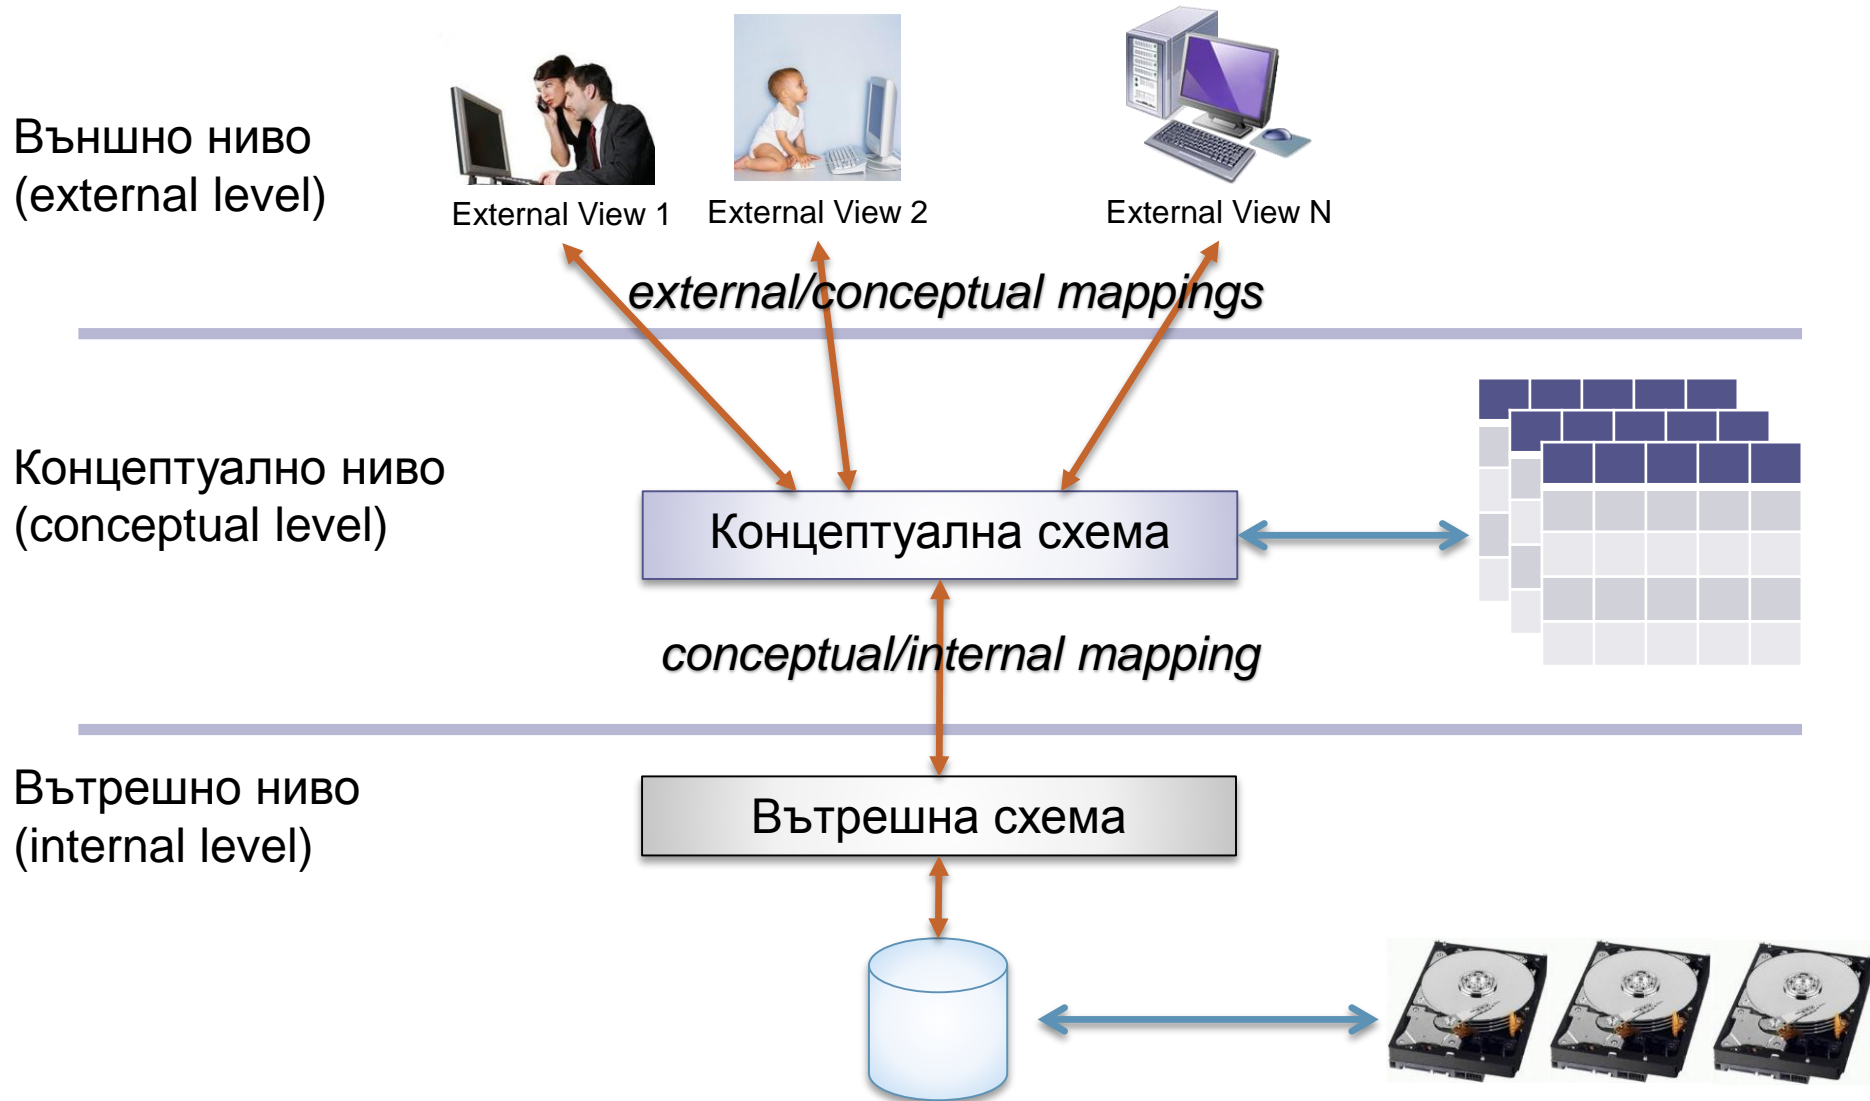 Външно ниво
(external level)
External View 1
External View 2
External View N
external/conceptual mappings
Концептуално ниво
(conceptual level)
Концептуална схема
conceptual/internal mapping
Вътрешно ниво
(internal level)
Вътрешна схема